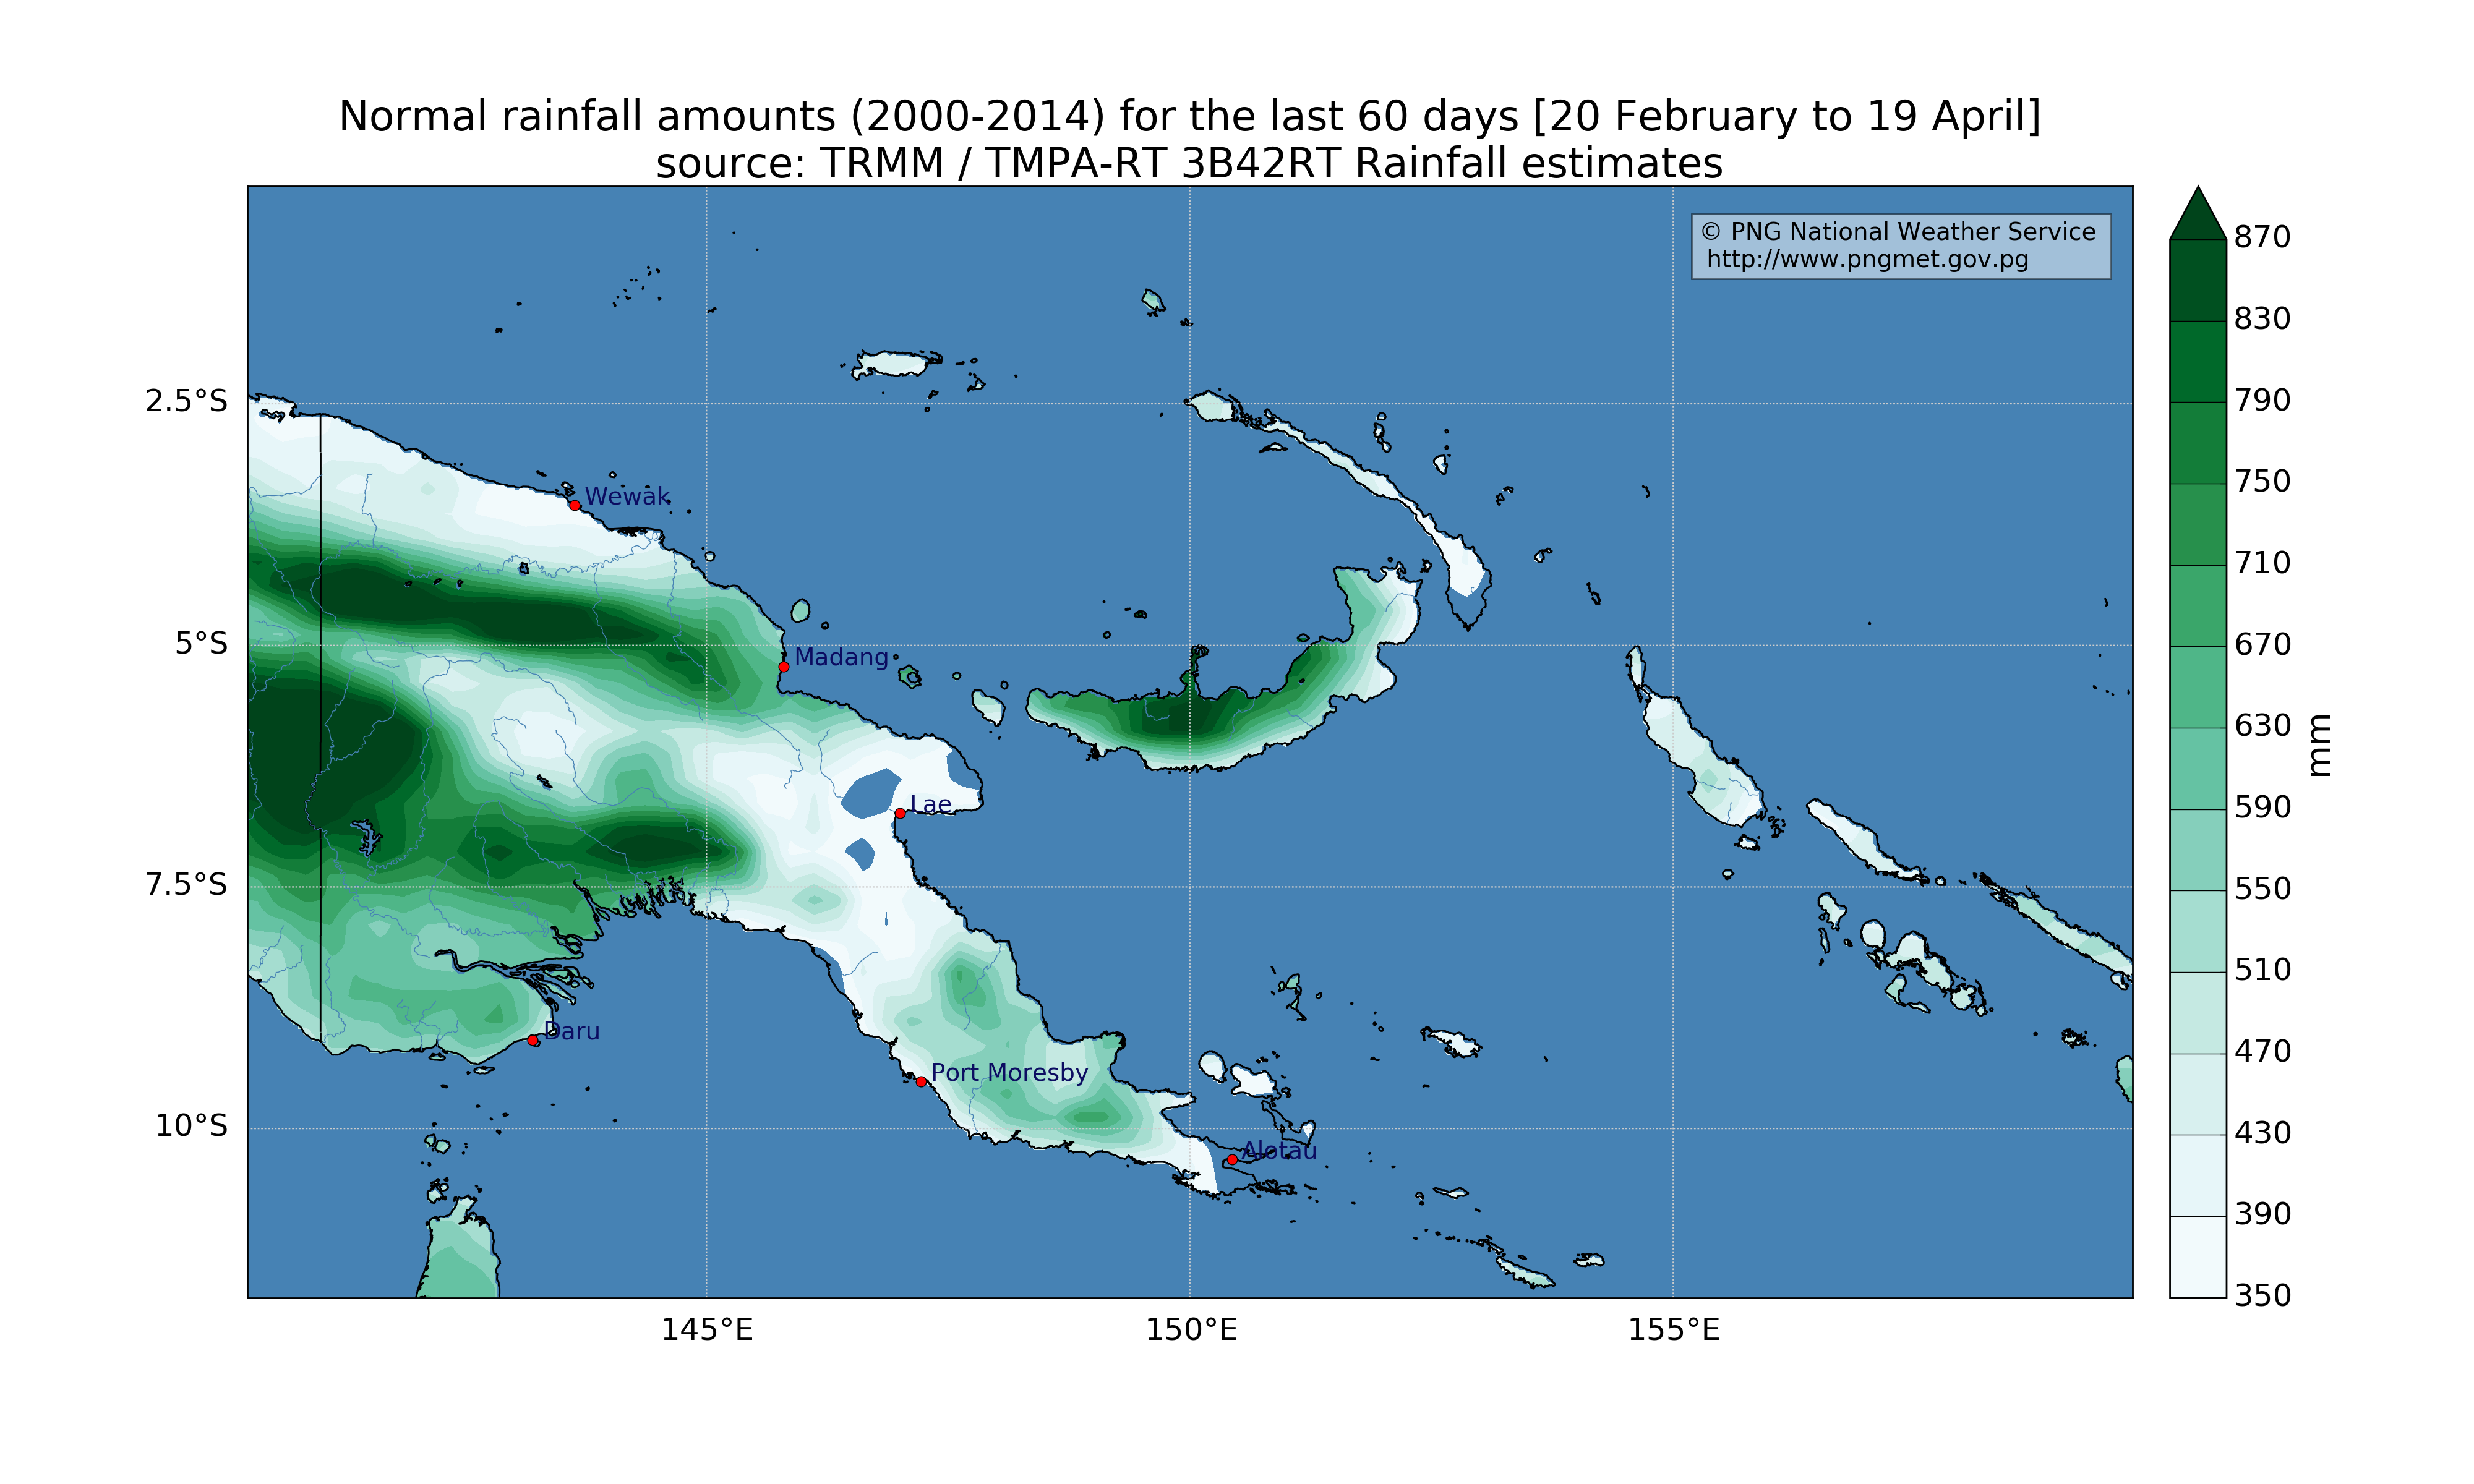 Normal rainfall amounts (2000-2014) for the last 60 days [20 February to 19 April]
source: TRMM / TMPA-RT 3B42RT Rainfall estimates
© PNG National Weather Service
http://www.pngmet.gov.pg
870
830
790
750
710
670
630
590
550
510
470
430
390
350
mm
2.5°S
5°S
7.5°S
10°S
Wewak
Madang
Lae
Daru
Port Moresby
Alotau
145°E
150°E
155°E